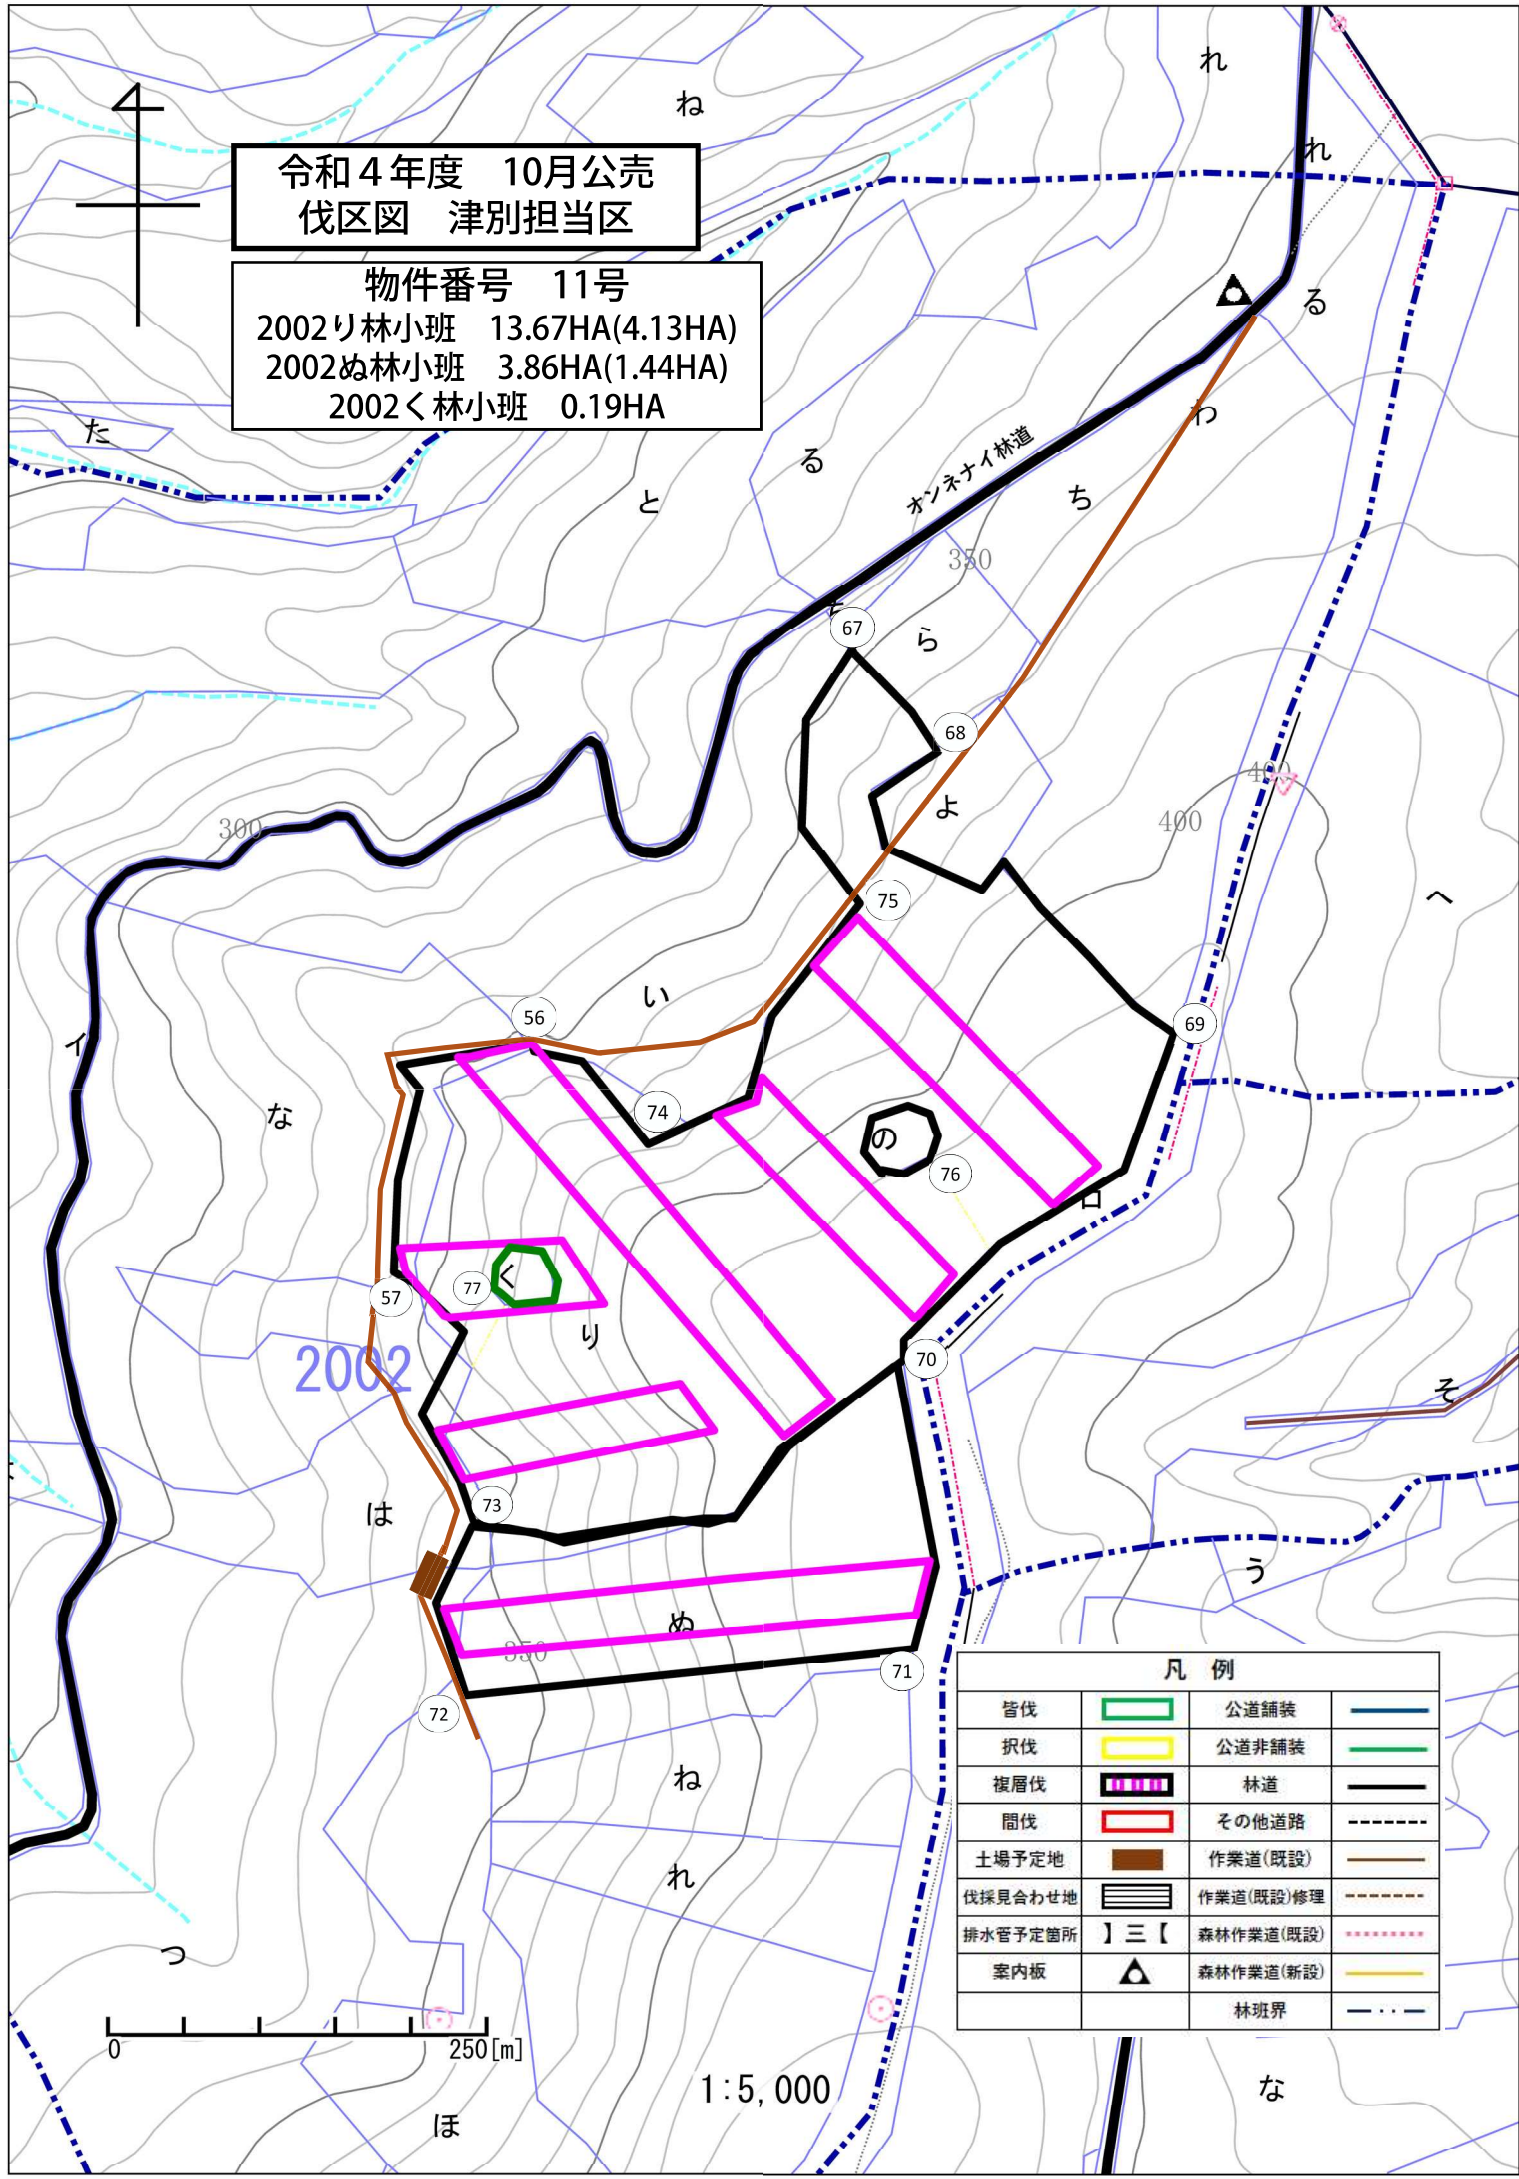 れ
ね
れ
令和４年度　10月公売
伐区図　津別担当区
物件番号　11号
2002り林小班　13.67HA(4.13HA)
2002ぬ林小班　3.86HA(1.44HA)
2002く林小班　0.19HA
る
わ
た
る
と
ち
オンネナイ林道
350
67
ら
68
400
よ
400
300
75
へ
い
56
69
イ
な
74
の
76
ロ
57
77
く
り
2002
70
そ
73
は
う
ぬ
350
71
72
ね
れ
つ
凡　例
皆伐　公道舗装
択伐　公道非舗装
複層伐　林道
間伐　その他道路
土場予定地　作業道(既設)
伐採見合わせ地　作業道(既設)修理
排水管予定箇所　】三【　森林作業道(既設)
案内板　森林作業道(新設)
林班界
0　250[m]
1:5,000
な
ほ